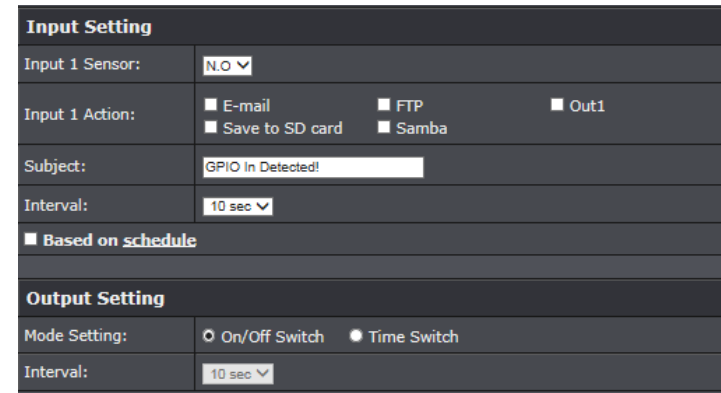 Input Setting
Input 1 Sensor: N.O
Input 1 Action: E-mail FTP Out1
Save to SD card Samba
Subject: GPIO In Detected!
Interval: 10 sec
Based on schedule
Output Setting
Mode Setting: On/Off Switch Time Switch
Interval: 10 sec